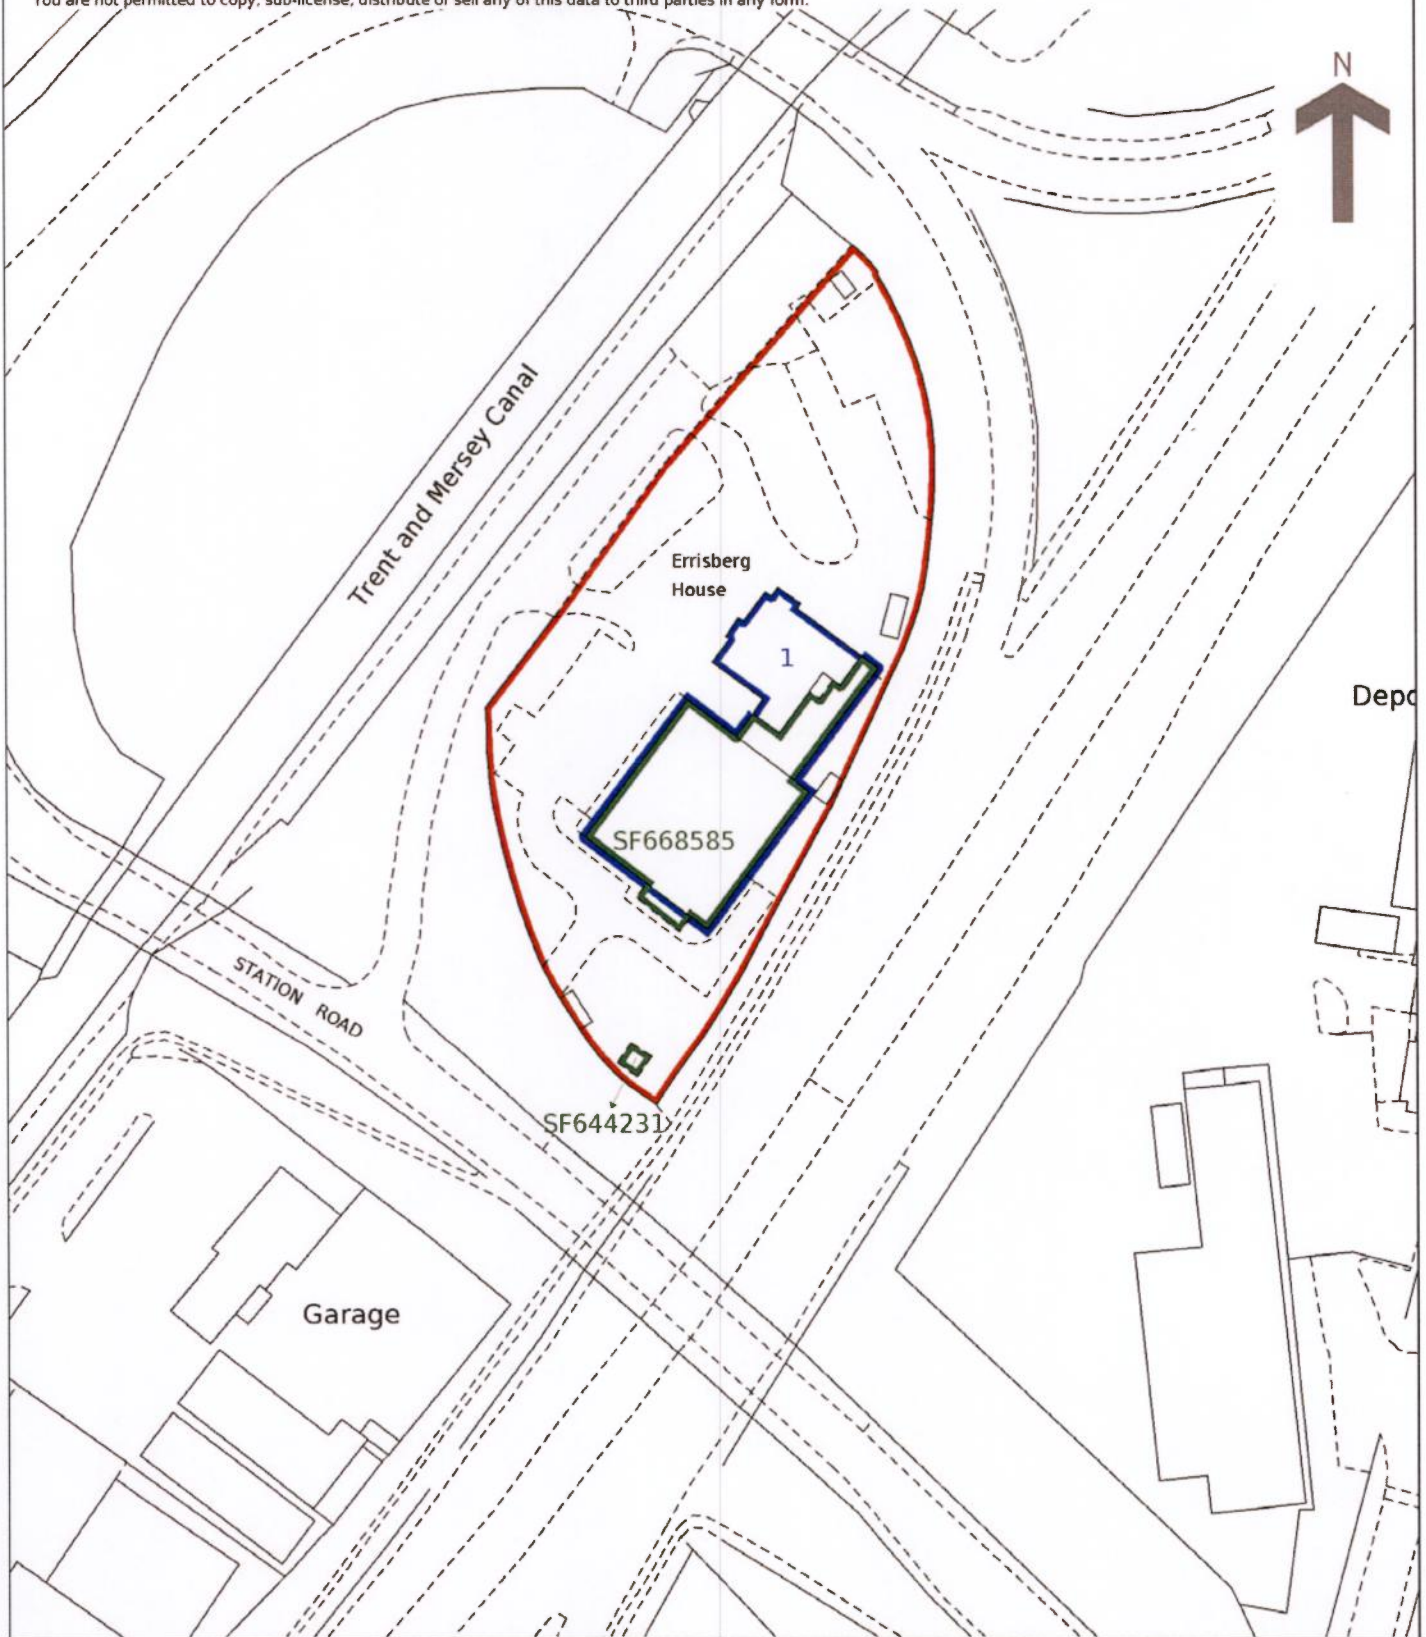 You are not permitted to copy, sub-license, distribute or sell any of this data to third parties in any form.
N
Trent and Mersey Canal
Errisberg
House
1
Depo
SF668585
STATION ROAD
SF644231
Garage